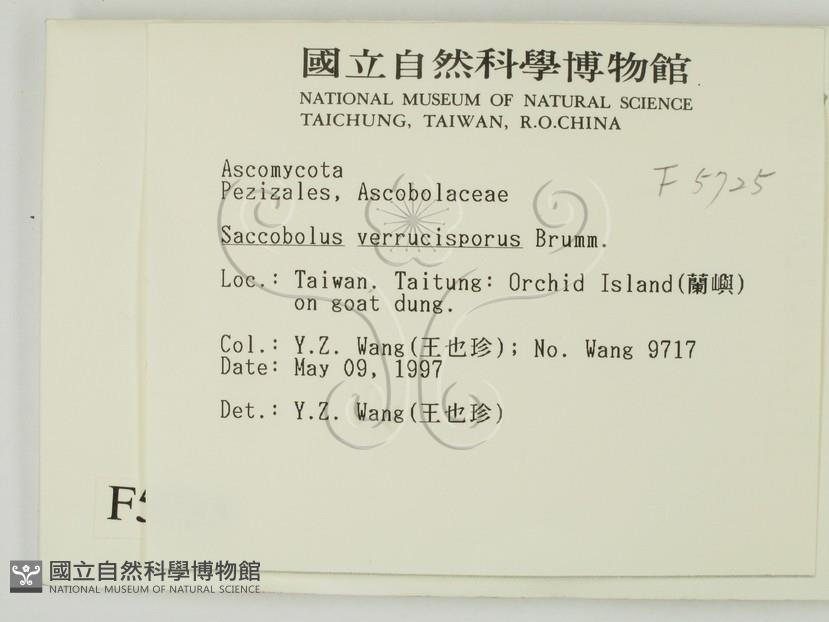 國立自然科學博物館
NATIONAL MUSEUM OF NATURAL SCIENCE
TAICHUNG, TAIWAN, R.O.CHINA
F 5725
Ascomycota
Pezizales, Ascobolaceae
Saccobolus verrucisporus Brumm.
Loc.: Taiwan. Taitung: Orchid Island(蘭嶼)
on goat dung.
Col.: Y.Z. Wang(王也珍); No. Wang 9717
Date: May 09, 1997
Det.: Y.Z. Wang(王也珍)
國立自然科學博物館
NATIONAL MUSEUM OF NATURAL SCIENCE